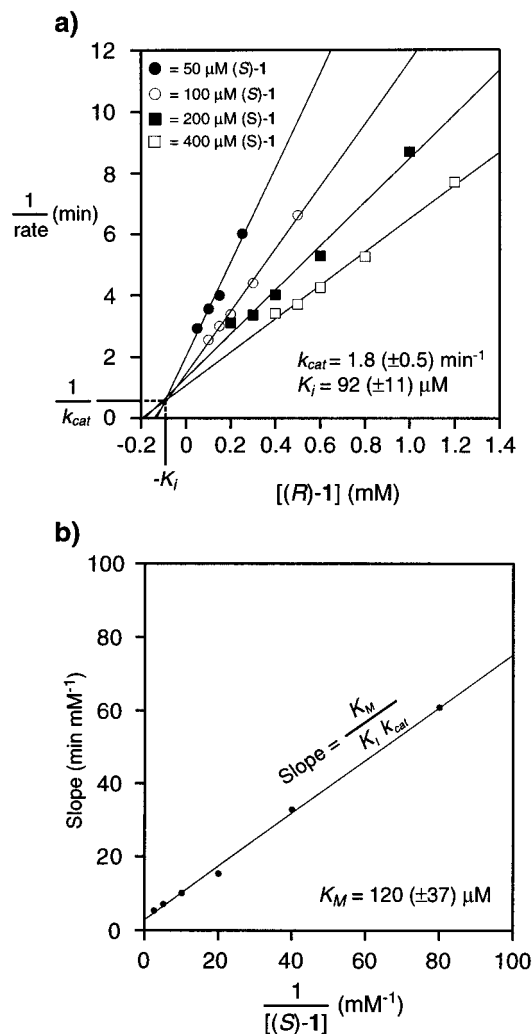 a)
12
10
8
6
4
2
0
1
rate
(min)
1
k_cat
● = 50 μM (S)-1
○ = 100 μM (S)-1
■ = 200 μM (S)-1
□ = 400 μM (S)-1
k_cat = 1.8 (±0.5) min⁻¹
K_i = 92 (±11) μM
-0.2 0 0.2 0.4 0.6 0.8 1.0 1.2 1.4
-K_i
[(R)-1] (mM)
b)
100
80
60
40
20
0
Slope (min mM⁻¹)
Slope = K_M
K_I k_cat
K_M = 120 (±37) μM
0 20 40 60 80 100
1
[(S)-1]
(mM⁻¹)